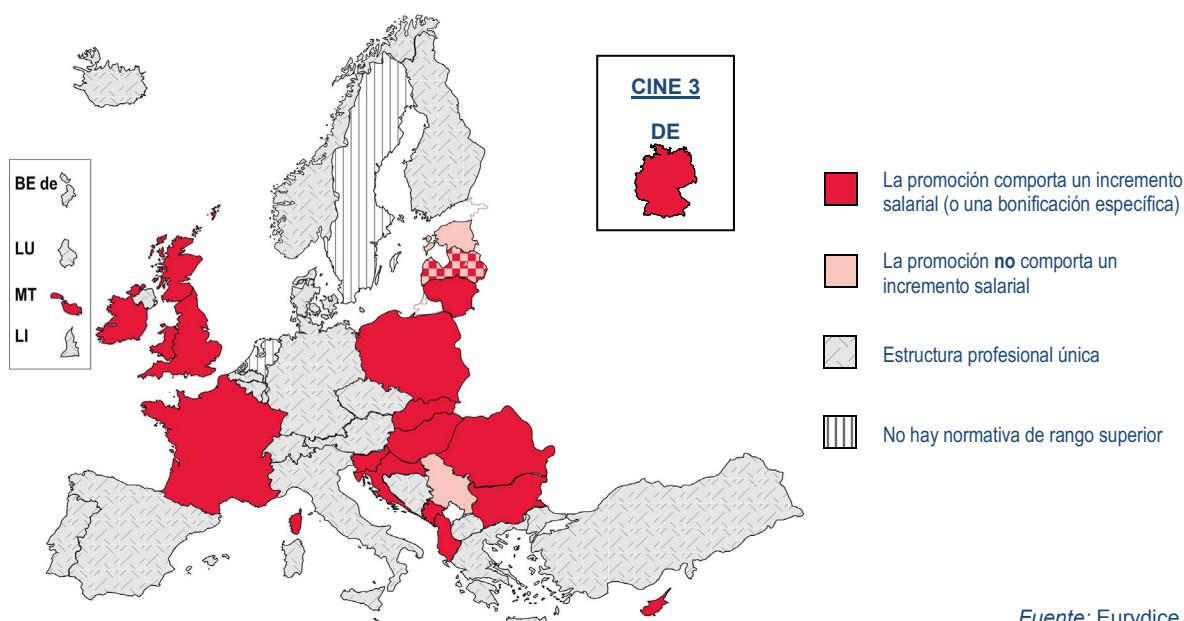 CINE 3
DE
BE de
LU
MT
LI
La promoción comporta un incremento
salarial (o una bonificación específica)
La promoción no comporta un
incremento salarial
Estructura profesional única
No hay normativa de rango superior
Fuente: Eurydice